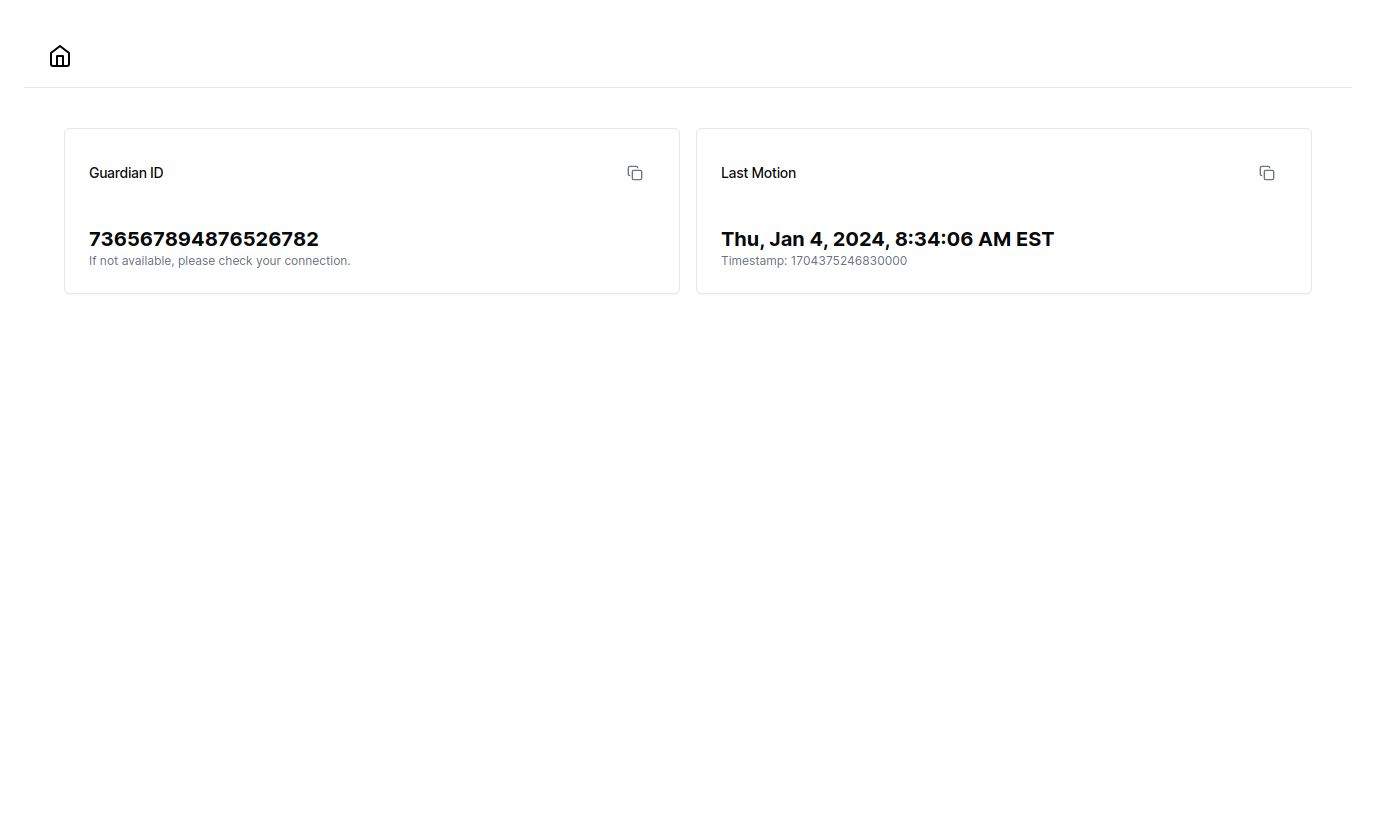 Guardian ID
736567894876526782
If not available, please check your connection.
Last Motion
Thu, Jan 4, 2024, 8:34:06 AM EST
Timestamp: 1704375246830000